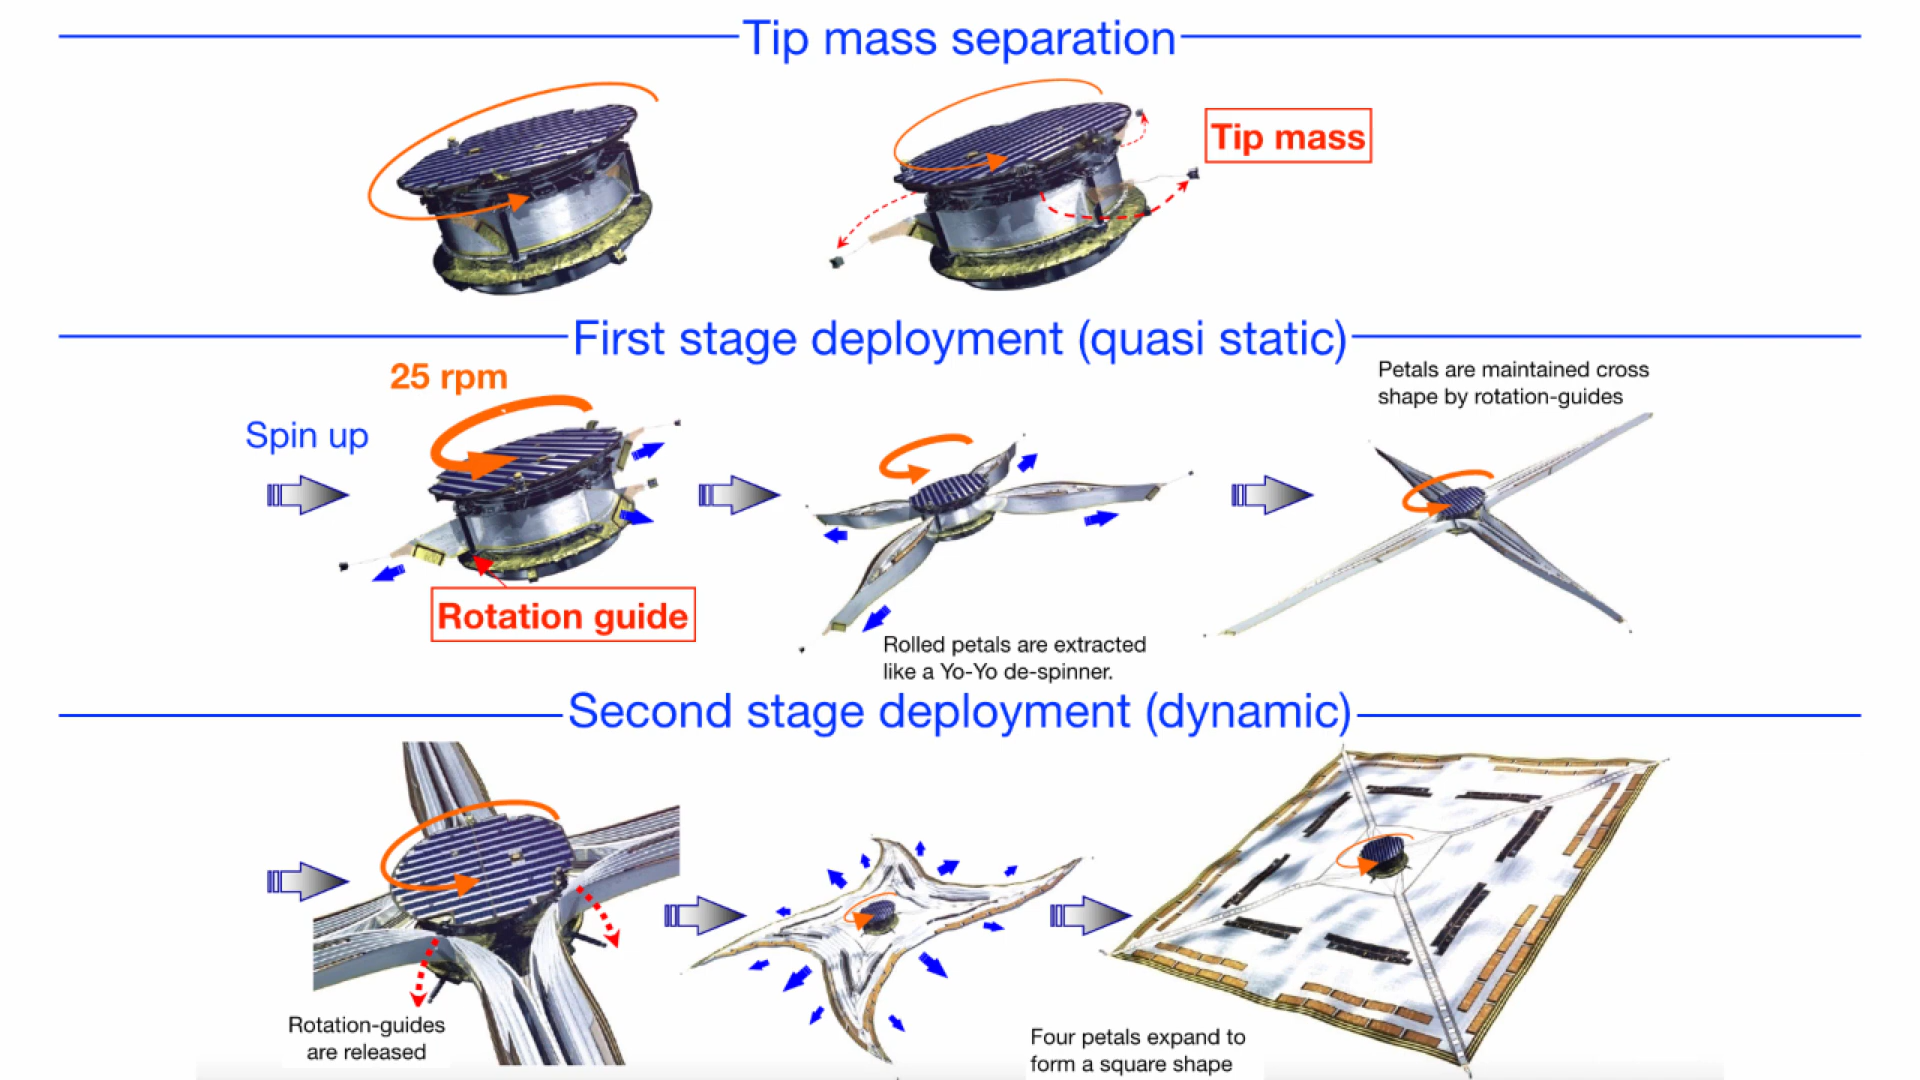 Tip mass separation
Tip mass
First stage deployment (quasi static)
25 rpm
Spin up
Petals are maintained cross
shape by rotation-guides
Rotation guide
Rolled petals are extracted
like a Yo-Yo de-spinner.
Second stage deployment (dynamic)
Rotation-guides
are released
Four petals expand to
form a square shape